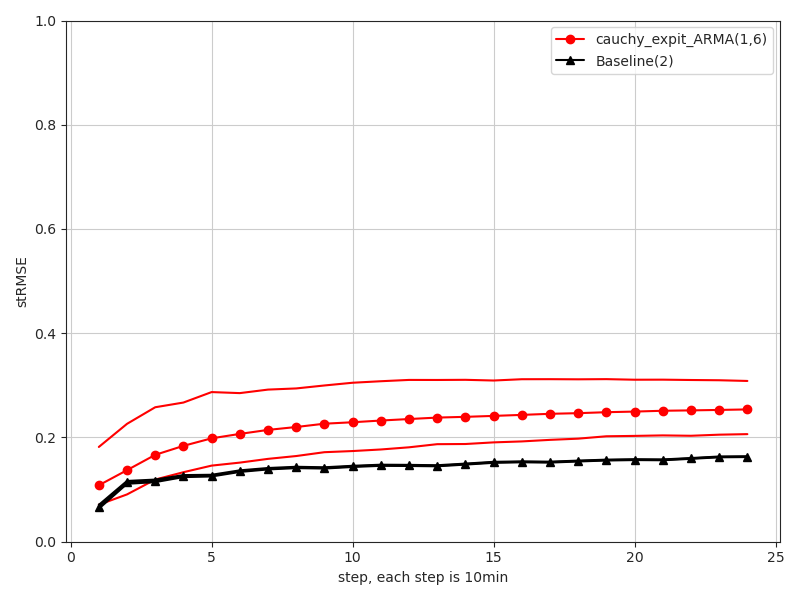 1.0
0.8
0.6
0.4
0.2
0.0
stRMSE
cauchy_expit_ARMA(1,6)
Baseline(2)
0 5 10 15 20 25
step, each step is 10min